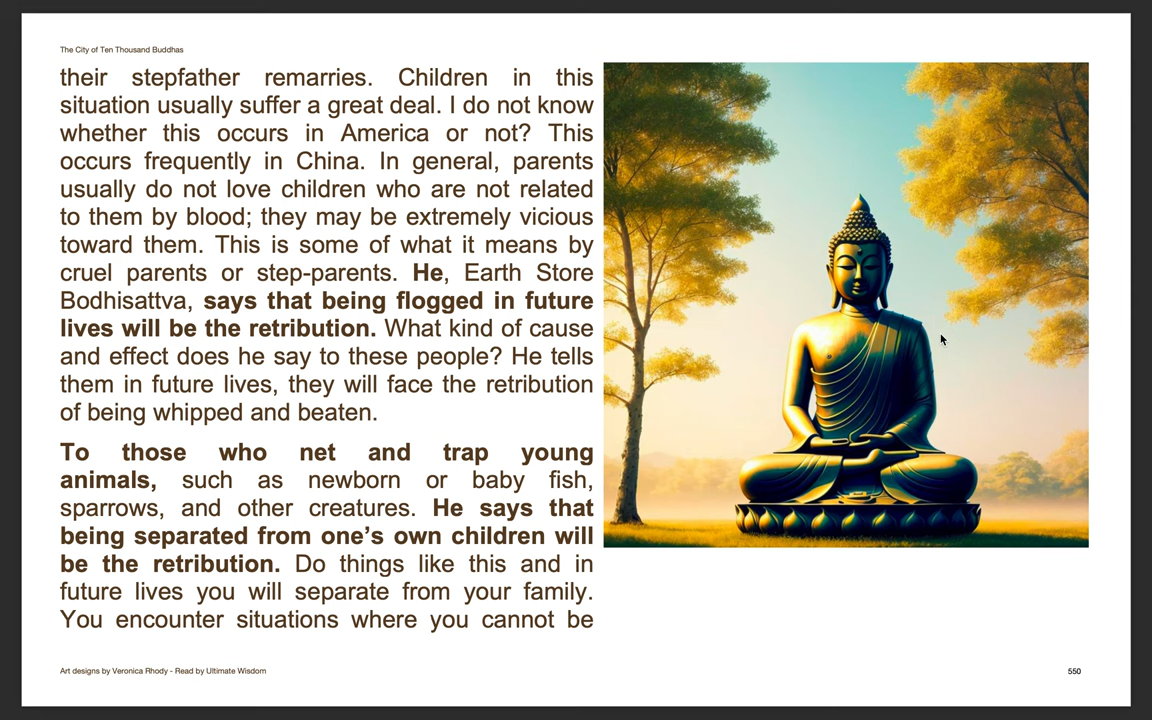 The City of Ten Thousand Buddhas
their stepfather remarries. Children in this
situation usually suffer a great deal. I do not know
whether this occurs in America or not? This
occurs frequently in China. In general, parents
usually do not love children who are not related
to them by blood; they may be extremely vicious
toward them. This is some of what it means by
cruel parents or step-parents. He, Earth Store
Bodhisattva, says that being flogged in future
lives will be the retribution. What kind of cause
and effect does he say to these people? He tells
them in future lives, they will face the retribution
of being whipped and beaten.
To those who net and trap young
animals, such as newborn or baby fish,
sparrows, and other creatures. He says that
being separated from one’s own children will
be the retribution. Do things like this and in
future lives you will separate from your family.
You encounter situations where you cannot be
Art designs by Veronica Rhody - Read by Ultimate Wisdom
550